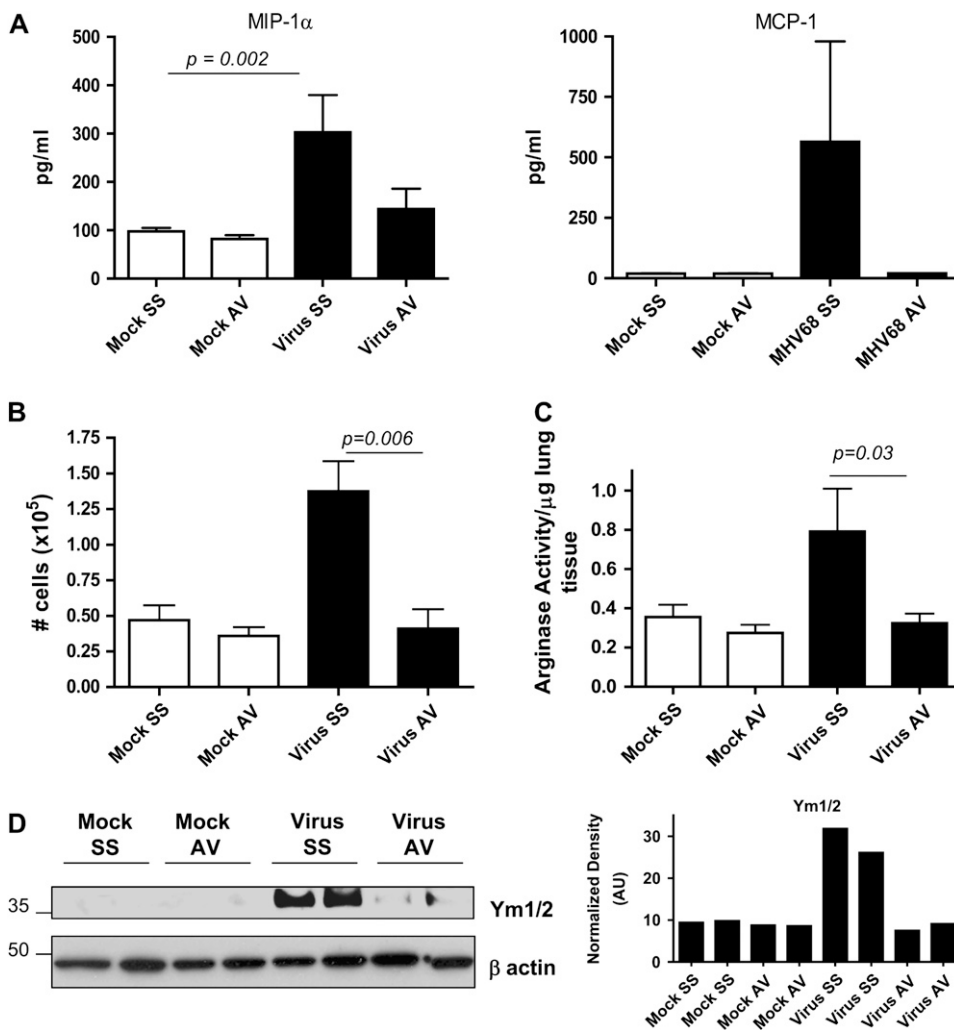 A
MIP-1α
500
400
300
200
100
0
pg/ml
p = 0.002
Mock SS
Mock AV
Virus SS
Virus AV
MCP-1
1000
750
500
250
0
pg/ml
Mock SS
Mock AV
MHV68 SS
MHV68 AV
B
1.75
1.50
1.25
1.00
0.75
0.50
0.25
0.00
# cells (x10⁵)
p=0.006
Mock SS
Mock AV
Virus SS
Virus AV
C
1.0
0.8
0.6
0.4
0.2
0.0
Arginase Activity/μg lung
tissue
p=0.03
Mock SS
Mock AV
Virus SS
Virus AV
D
Mock Mock Virus Virus
SS AV SS AV
35
Ym1/2
50
β actin
Ym1/2
30
20
10
0
Normalized Density
(AU)
Mock SS
Mock SS
Mock AV
Mock AV
Virus SS
Virus SS
Virus AV
Virus AV